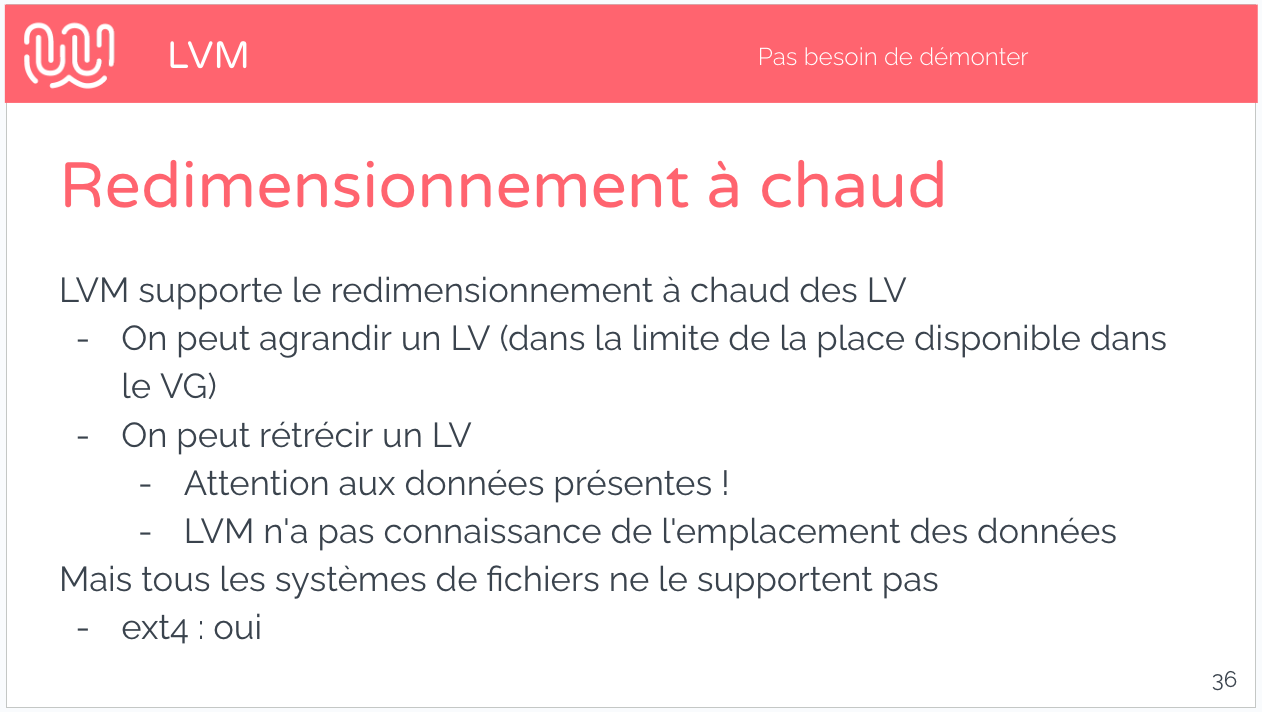 LVM
Pas besoin de démonter
Redimensionnement à chaud
LVM supporte le redimensionnement à chaud des LV
- On peut agrandir un LV (dans la limite de la place disponible dans
le VG)
- On peut rétrécir un LV
- Attention aux données présentes !
- LVM n'a pas connaissance de l'emplacement des données
Mais tous les systèmes de fichiers ne le supportent pas
- ext4 : oui
36